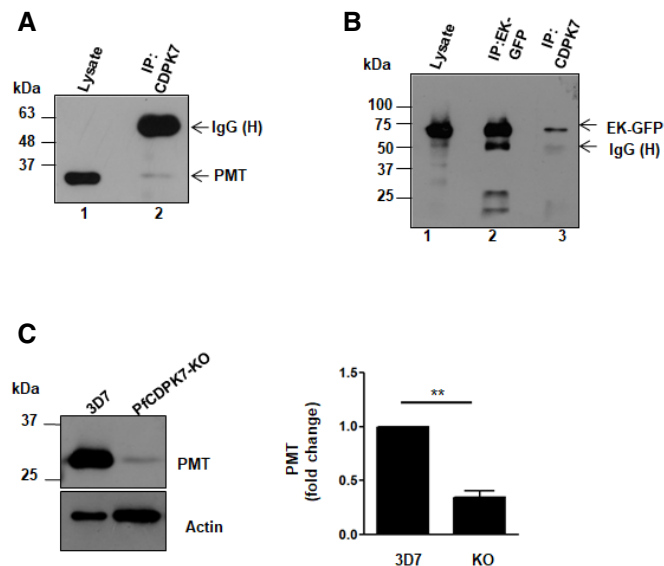 A
Lysate
IP:
CDPK7
kDa
63
48
37
IgG (H)
PMT
1
2
B
Lysate
IP:EK-
GFP
IP:
CDPK7
kDa
100
75
50
37
25
EK-GFP
IgG (H)
1
2
3
C
3D7
PfCDPK7-KO
kDa
37
25
PMT
Actin
PMT
(fold change)
1.5
1.0
0.5
0.0
**
3D7
KO